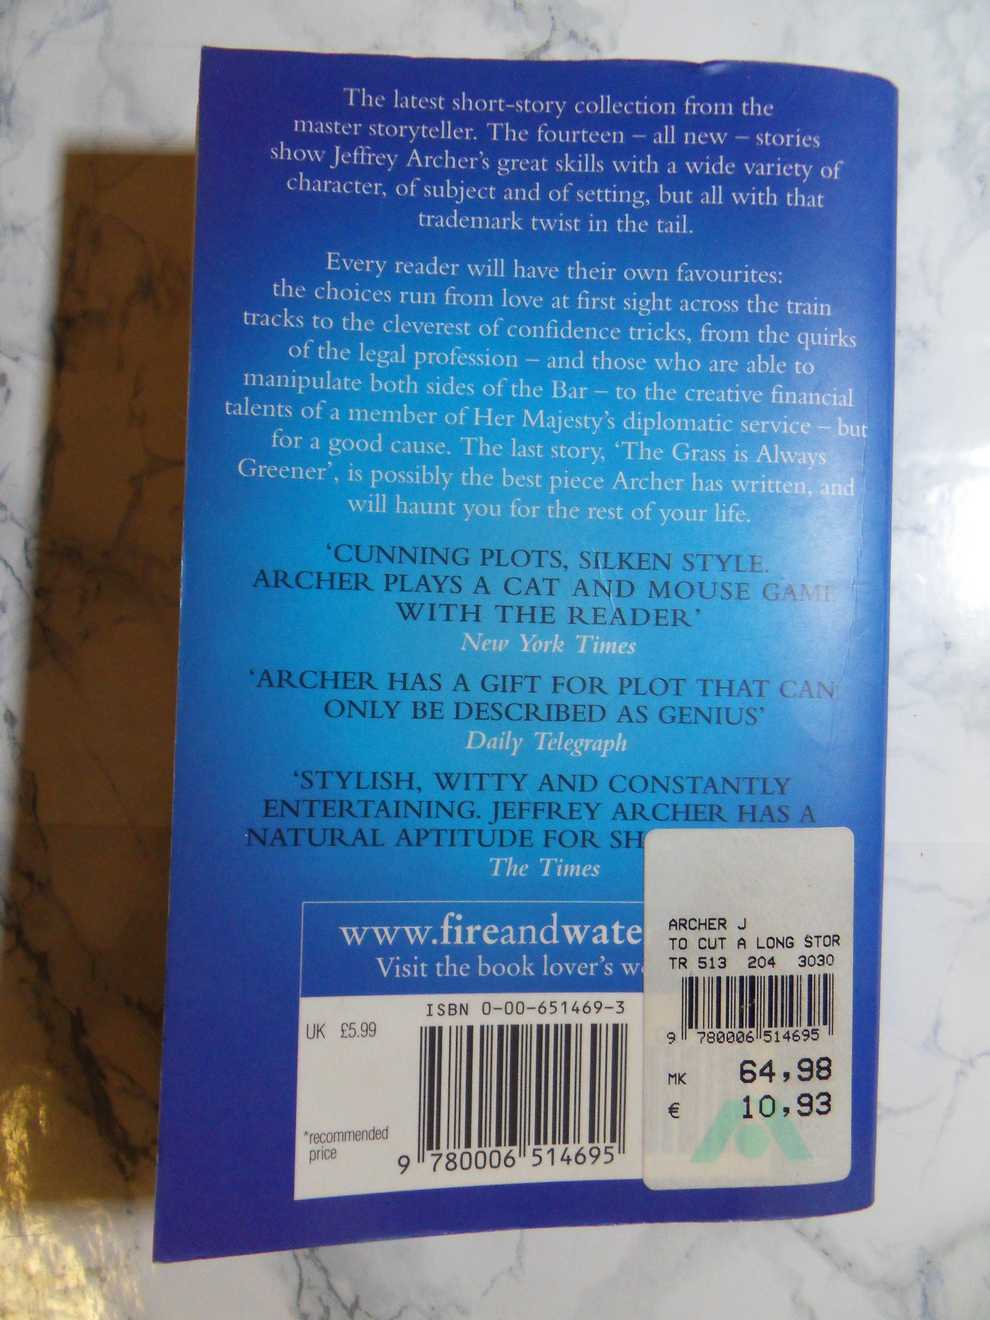 The latest short-story collection from the
master storyteller. The fourteen – all new – stories
show Jeffrey Archer's great skills with a wide variety of
character, of subject and of setting, but all with that
trademark twist in the tail.
Every reader will have their own favourites:
the choices run from love at first sight across the train
tracks to the cleverest of confidence tricks, from the quirks
of the legal profession – and those who are able to
manipulate both sides of the Bar – to the creative financial
talents of a member of Her Majesty's diplomatic service – but
for a good cause. The last story, ‘The Grass is Always
Greener’, is possibly the best piece Archer has written, and
will haunt you for the rest of your life.
‘CUNNING PLOTS, SILKEN STYLE.
ARCHER PLAYS A CAT AND MOUSE GAME
WITH THE READER’
New York Times
‘ARCHER HAS A GIFT FOR PLOT THAT CAN
ONLY BE DESCRIBED AS GENIUS’
Daily Telegraph
‘STYLISH, WITTY AND CONSTANTLY
ENTERTAINING. JEFFREY ARCHER HAS A
NATURAL APTITUDE FOR SH
The Times
www.fireandwate
Visit the book lover's we
ISBN 0-00-651469-3
UK £5.99
*recommended
price
9 780006 514695
ARCHER J
TO CUT A LONG STOR
TR 513 204 3030
9 780006 514695
MK 64,98
€ 10,93